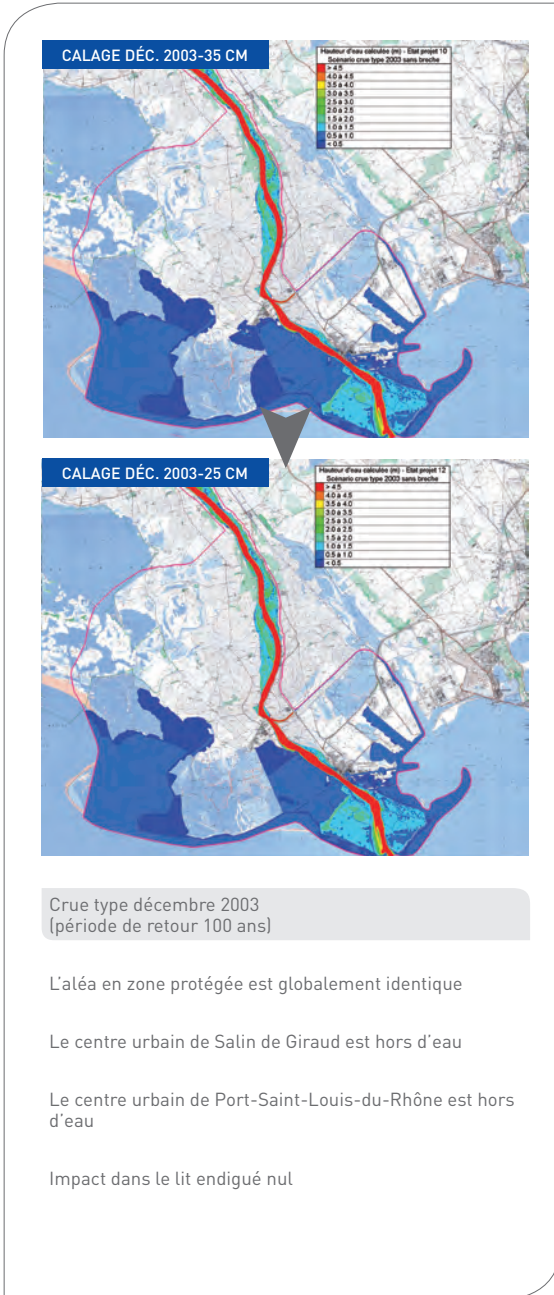 CALAGE DÉC. 2003-35 CM
Hauteur d'eau calculée (m) - Etat projet 10
Scénario crue type 2003 sans breche
> 4.5
4.0 à 4.5
3.5 à 4.0
3.0 à 3.5
2.5 à 3.0
2.0 à 2.5
1.5 à 2.0
1.0 à 1.5
0.5 à 1.0
< 0.5
CALAGE DÉC. 2003-25 CM
Hauteur d'eau calculée (m) - Etat projet 12
Scénario crue type 2003 sans breche
> 4.5
4.0 à 4.5
3.5 à 4.0
3.0 à 3.5
2.5 à 3.0
2.0 à 2.5
1.5 à 2.0
1.0 à 1.5
0.5 à 1.0
< 0.5
Crue type décembre 2003
(période de retour 100 ans)
L'aléa en zone protégée est globalement identique
Le centre urbain de Salin de Giraud est hors d'eau
Le centre urbain de Port-Saint-Louis-du-Rhône est hors
d'eau
Impact dans le lit endigué nul